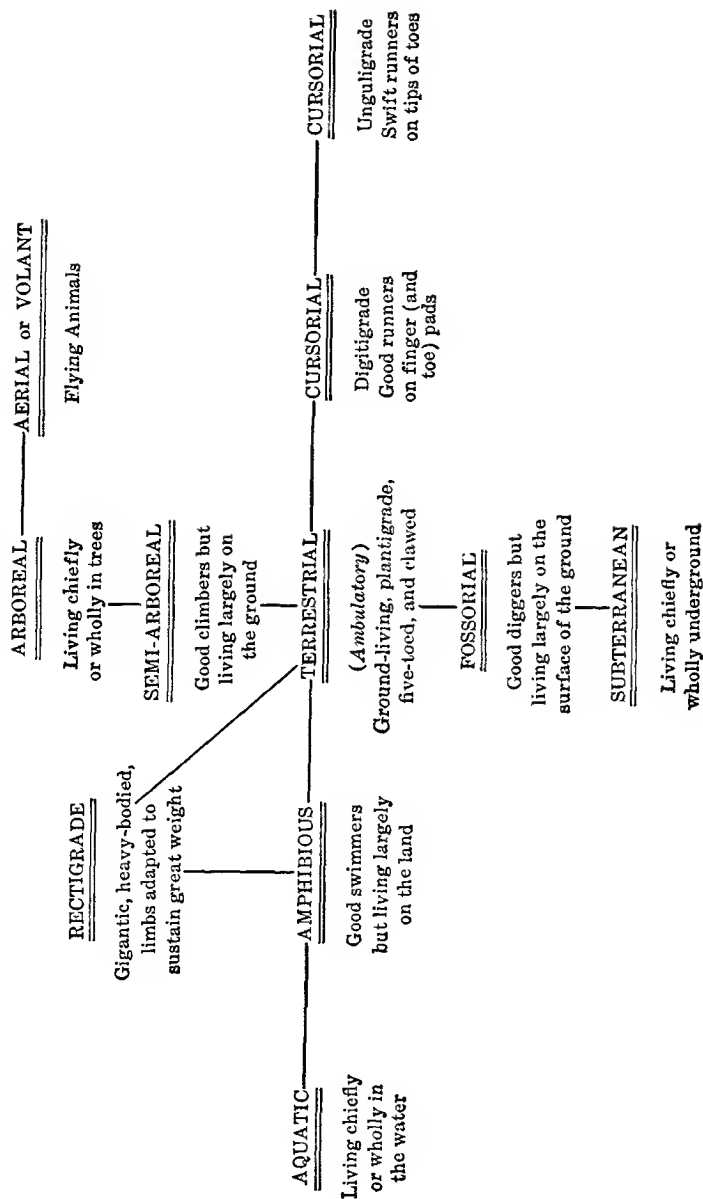 ARBOREAL
Living chiefly
or wholly in trees
AERIAL or VOLANT
Flying Animals
RECTIGRADE
Gigantic, heavy-bodied,
limbs adapted to
sustain great weight
SEMI-ARBOREAL
Good climbers but
living largely on
the ground
AQUATIC
Living chiefly
or wholly in
the water
AMPHIBIOUS
Good swimmers
but living largely
on the land
TERRESTRIAL
(Ambulatory)
Ground-living, plantigrade,
five-toed, and clawed
CURSORIAL
Digitigrade
Good runners
on finger (and
toe) pads
CURSORIAL
Unguligrade
Swift runners
on tips of toes
FOSSORIAL
Good diggers but
living largely on the
surface of the ground
SUBTERRANEAN
Living chiefly or
wholly underground